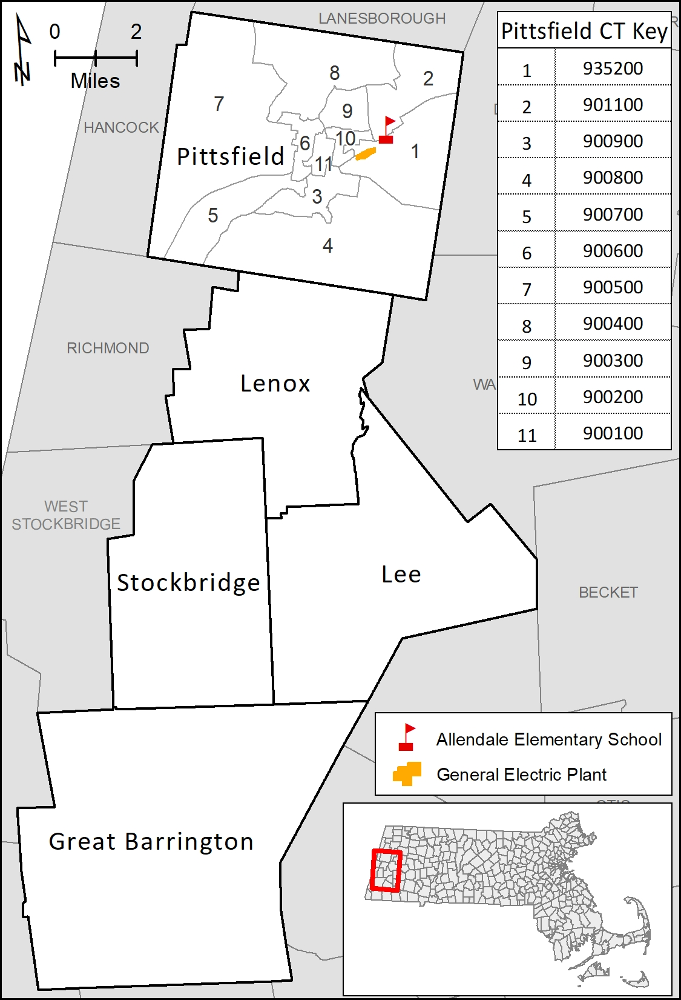 LANESBOROUGH
0 2
Miles
N
Pittsfield CT Key
1 935200
2 901100
3 900900
4 900800
5 900700
6 900600
7 900500
8 900400
9 900300
10 900200
11 900100
8
2
7
9
HANCOCK
6
10
1
Pittsfield
11
3
5
4
RICHMOND
Lenox
WA
WEST
STOCKBRIDGE
Stockbridge
Lee
BECKET
Allendale Elementary School
General Electric Plant
Great Barrington